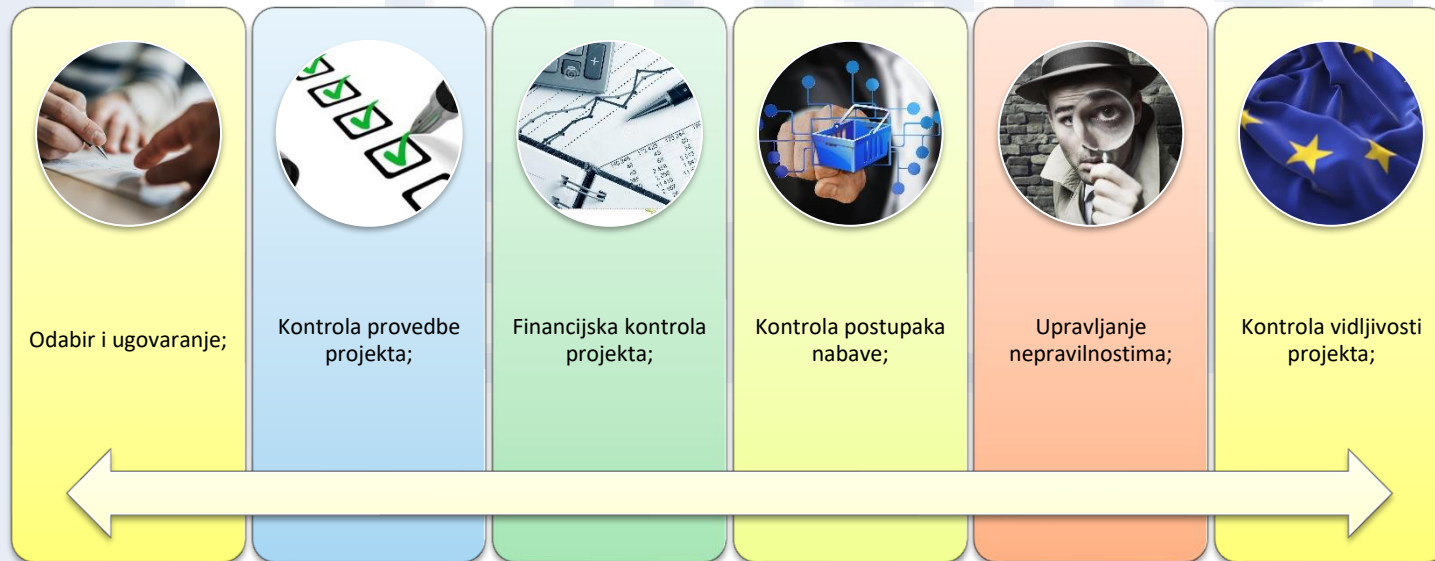 Odabir i ugovaranje;
Kontrola provedbe
projekta;
Financijska kontrola
projekta;
Kontrola postupaka
nabave;
Upravljanje
nepravilnostima;
Kontrola vidljivosti
projekta;